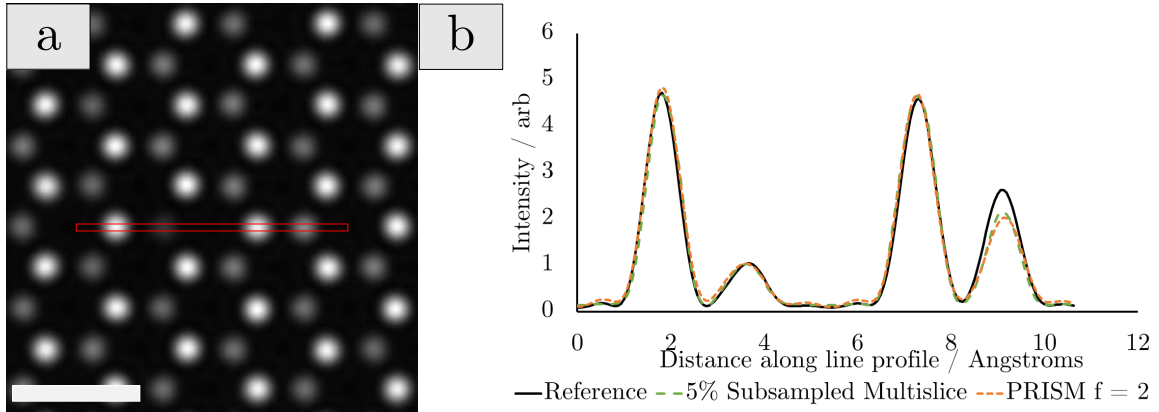 a
b
6
5
4
3
2
1
0
Intensity / arb
0 2 4 6 8 10 12
Distance along line profile / Angstroms
Reference 5% Subsampled Multislice PRISM f = 2